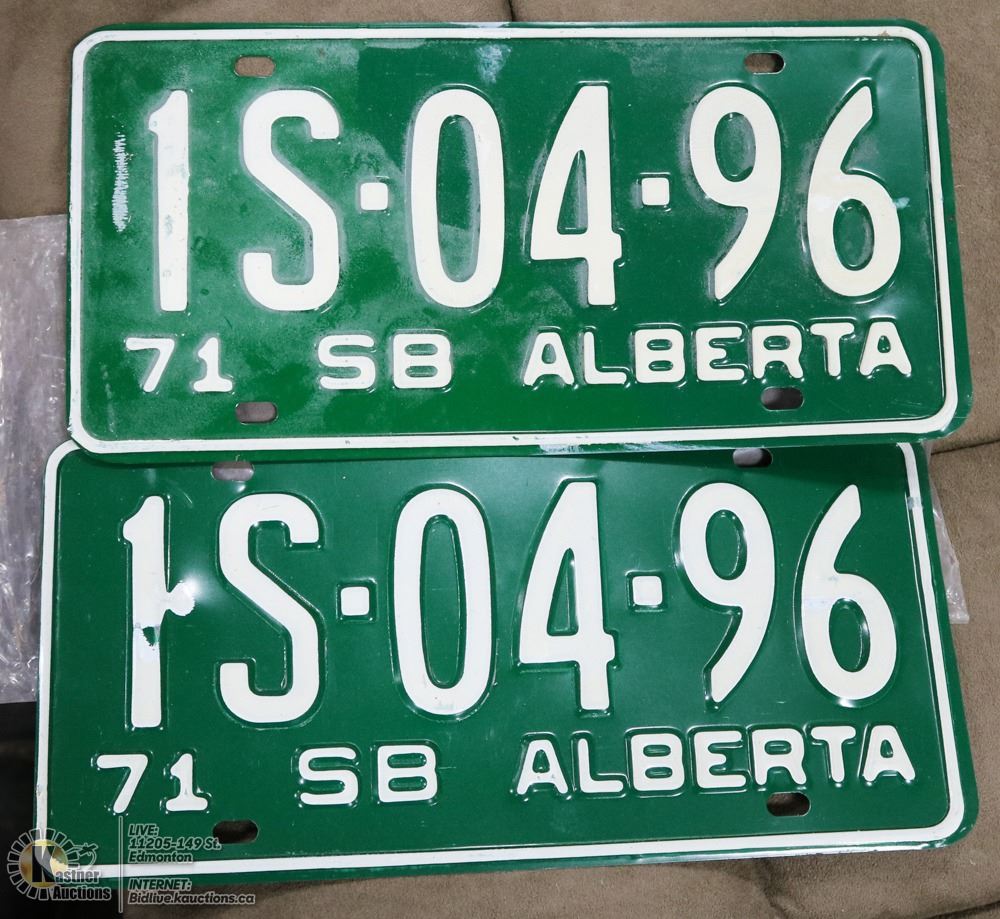 1S·04·96
71 SB ALBERTA
1S·04·96
71 SB ALBERTA
Kastner
Auctions
LIVE:
11205-149 St.
Edmonton
INTERNET:
Bidlive.kauctions.ca